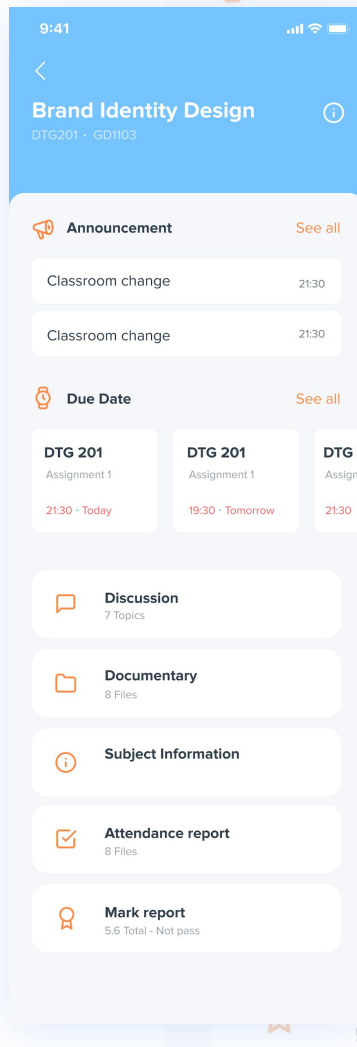 9:41
Brand Identity Design
DTG201 · GD1103
Announcement See all
Classroom change 21:30
Classroom change 21:30
Due Date See all
DTG 201
Assignment 1
21:30 · Today
DTG 201
Assignment 1
19:30 · Tomorrow
DTG
Assign
21:30
Discussion
7 Topics
Documentary
8 Files
Subject Information
Attendance report
8 Files
Mark report
5.6 Total - Not pass